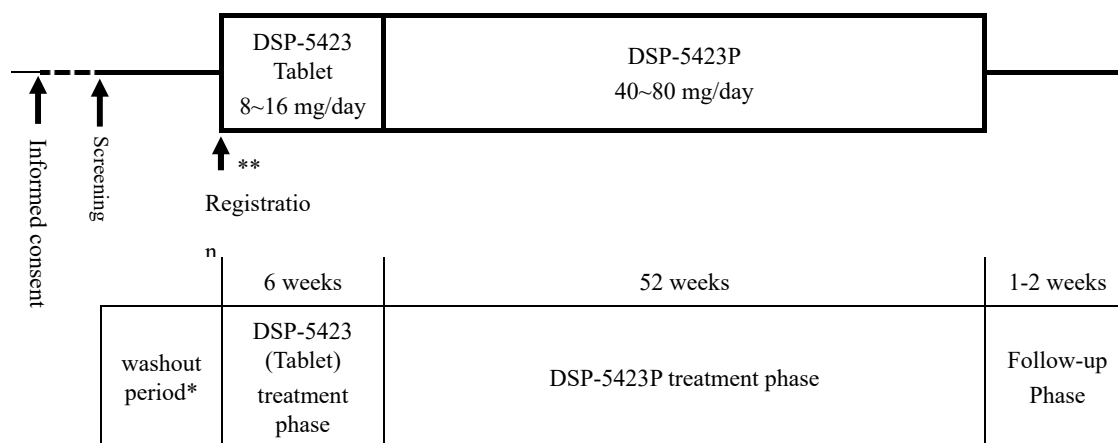 DSP-5423
Tablet
8~16 mg/day
DSP-5423P
40~80 mg/day
Informed consent
Screening
**
Registratio
n
6 weeks
52 weeks
1-2 weeks
washout
period*
DSP-5423
(Tablet)
treatment
phase
DSP-5423P treatment phase
Follow-up
Phase